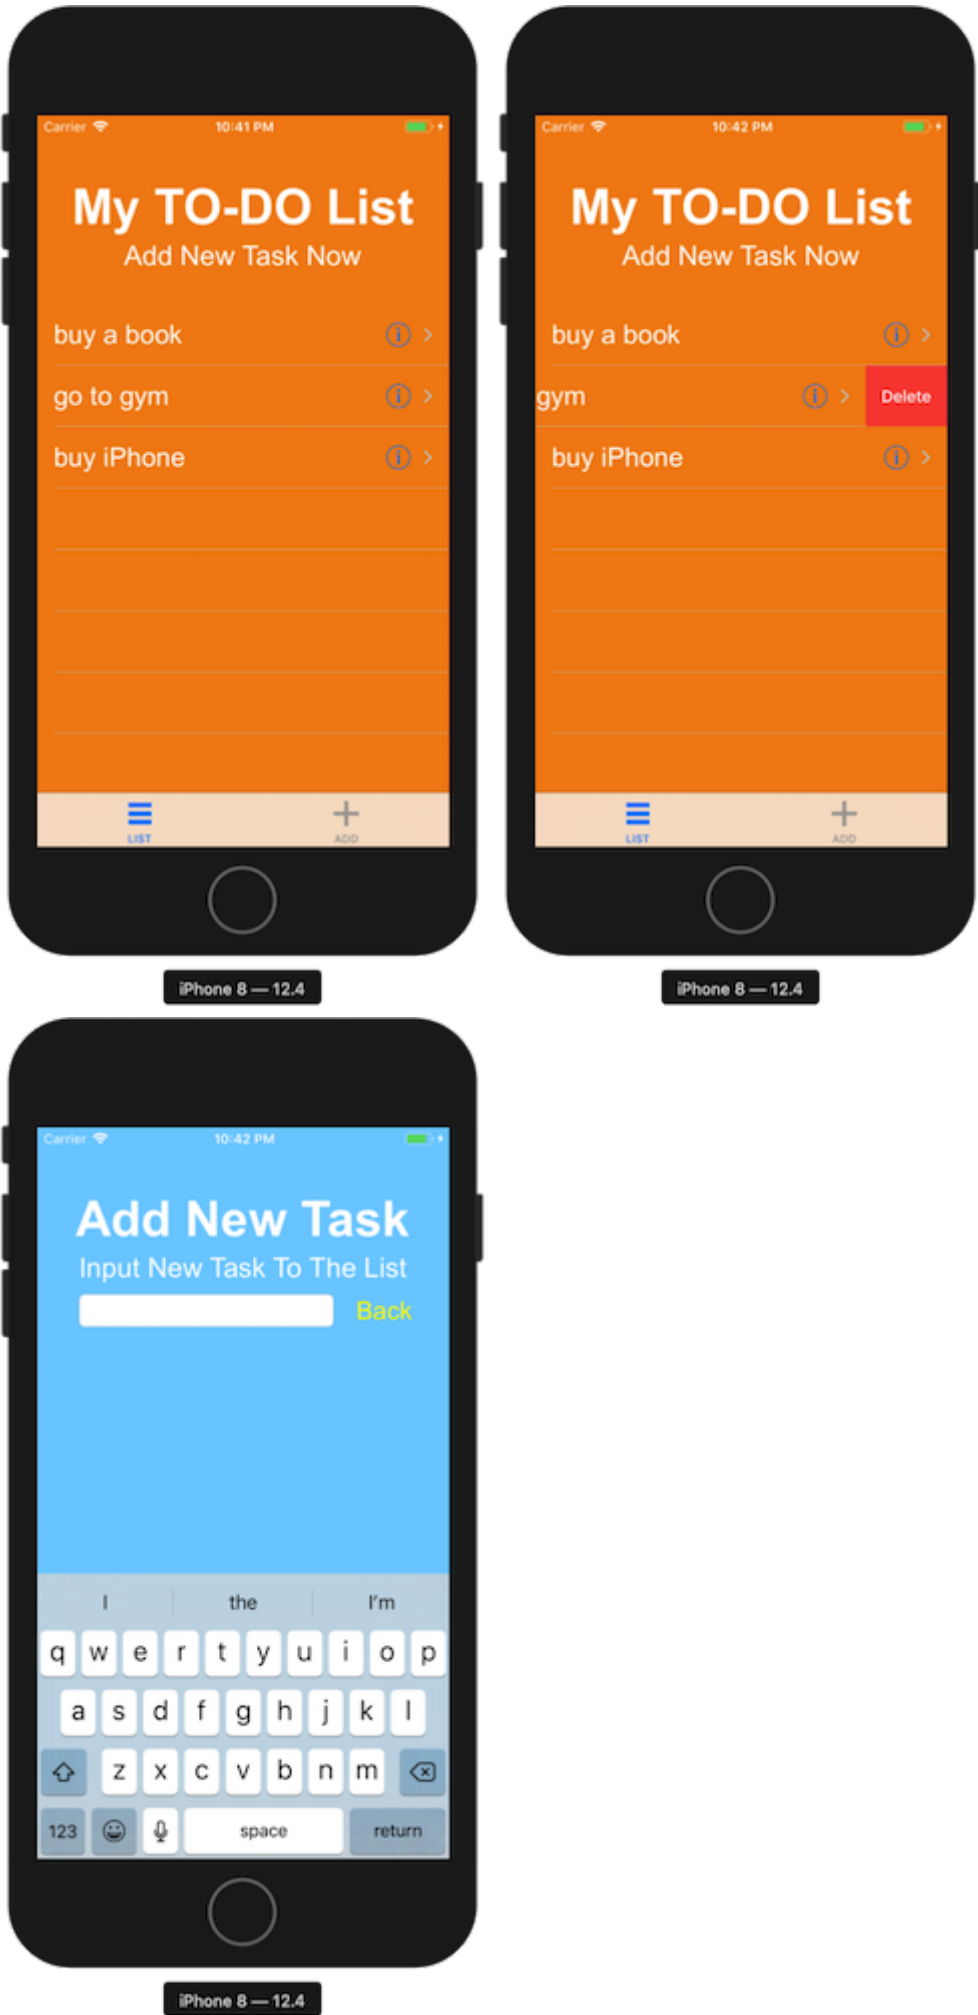 Carrier 10:41 PM
My TO-DO List
Add New Task Now
buy a book
go to gym
buy iPhone
LIST ADD
iPhone 8 — 12.4
Carrier 10:42 PM
My TO-DO List
Add New Task Now
buy a book
gym Delete
buy iPhone
LIST ADD
iPhone 8 — 12.4
Carrier 10:42 PM
Add New Task
Input New Task To The List
Back
I the I'm
q w e r t y u i o p
a s d f g h j k l
z x c v b n m
123 space return
iPhone 8 — 12.4